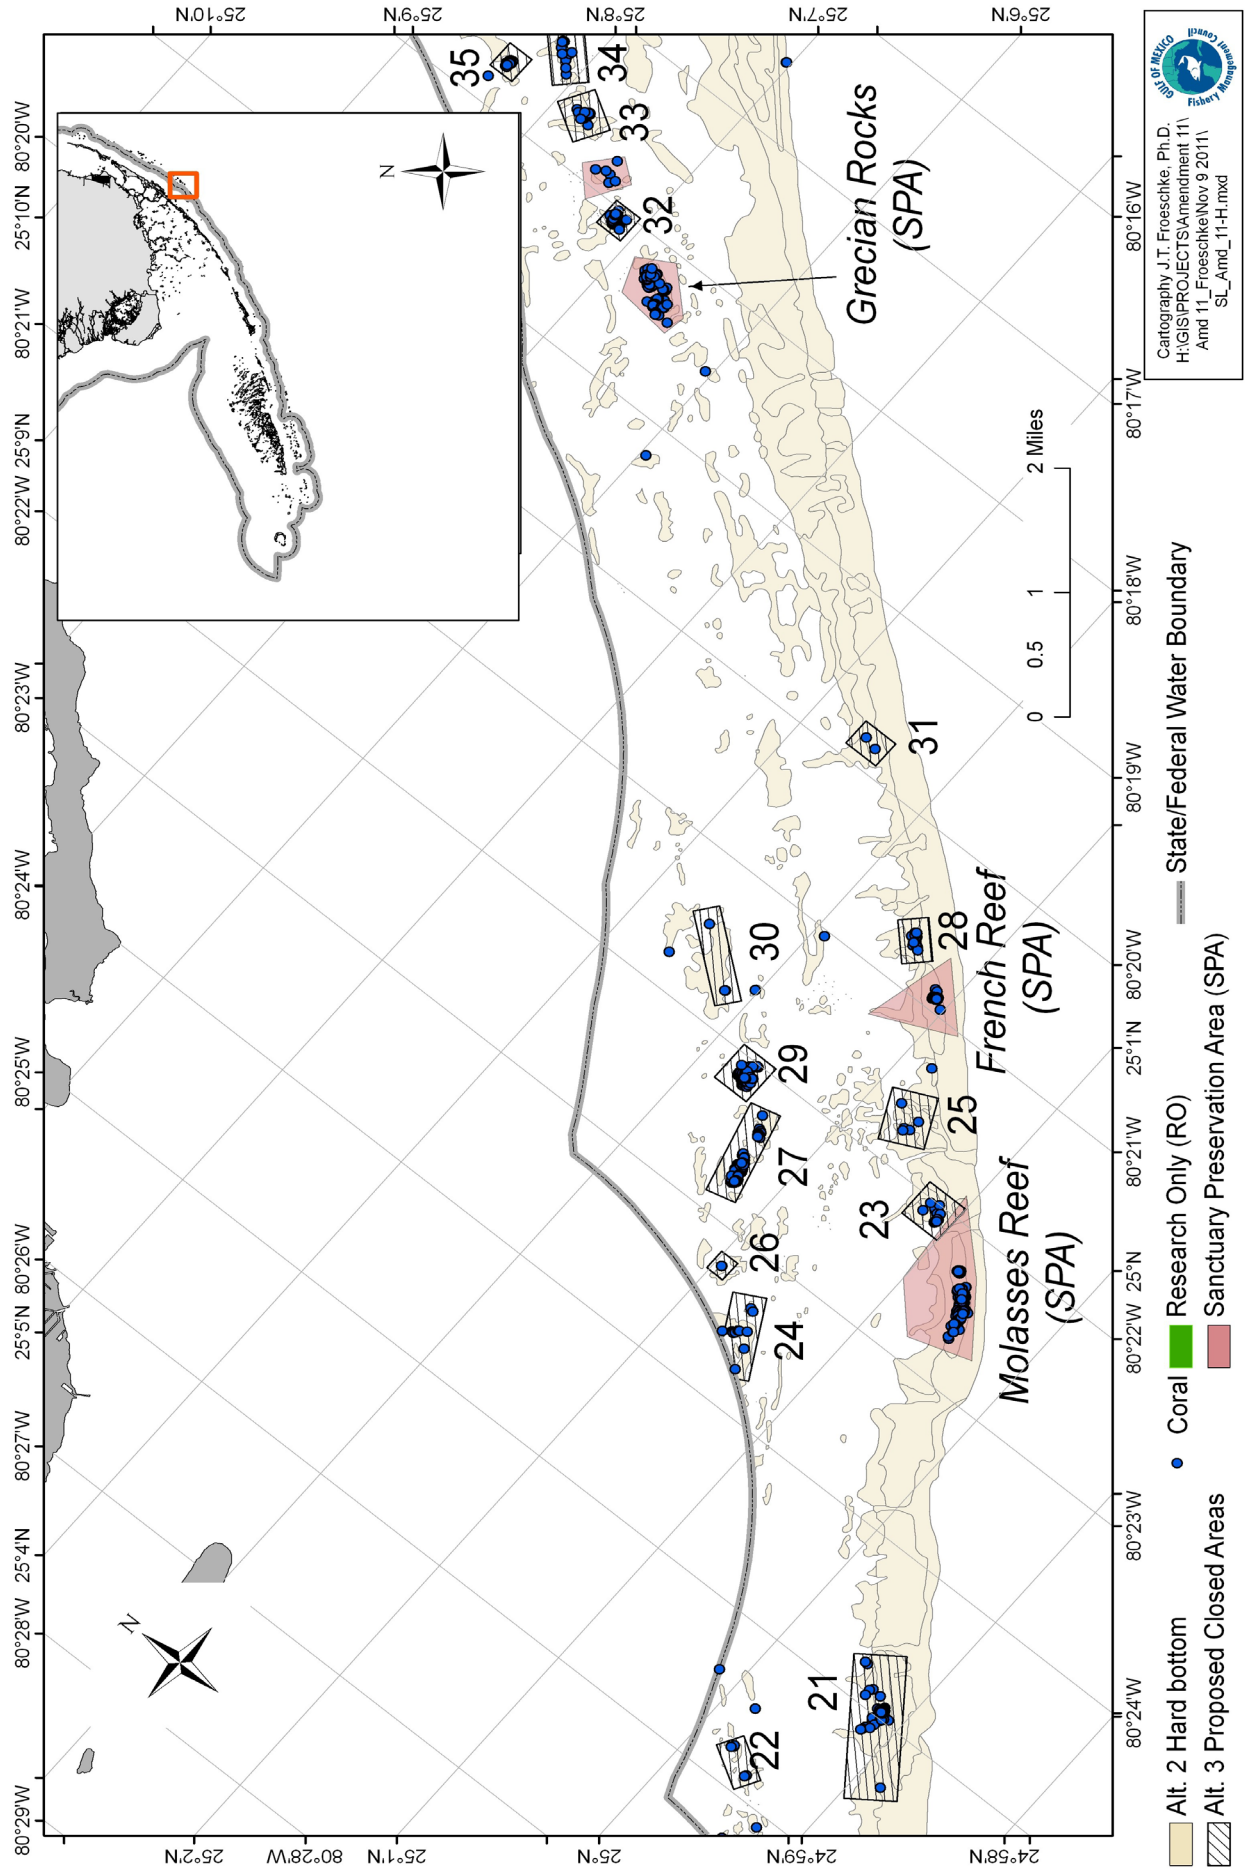 80°29'W
80°28'W
25°4'N
80°27'W
25°5'N
80°26'W
80°25'W
80°24'W
80°23'W
80°22'W
25°9'N
80°21'W
25°10'N
80°20'W
25°2'N
80°28'W
25°1'N
25°N
24°59'N
24°58'N
25°10'N
25°9'N
25°8'N
25°7'N
25°6'N
N
N
35
34
33
32
Grecian Rocks
(SPA)
31
30
29
28
French Reef
(SPA)
27
26
25
24
23
Molasses Reef
(SPA)
22
21
0
0.5
1
2 Miles
80°24'W
80°23'W
80°22'W
25°N
80°21'W
25°1'N
80°20'W
80°19'W
80°18'W
80°17'W
80°16'W
Alt. 2 Hard bottom
Alt. 3 Proposed Closed Areas
Coral
Research Only (RO)
Sanctuary Preservation Area (SPA)
State/Federal Water Boundary
Cartography J.T. Froeschke, Ph.D.
H:\GIS\PROJECTS\Amendment 11\
Amd 11_Froeschke\Nov 9 2011\
SL_Amd_11-H.mxd
GULF OF MEXICO
Fishery Management Council